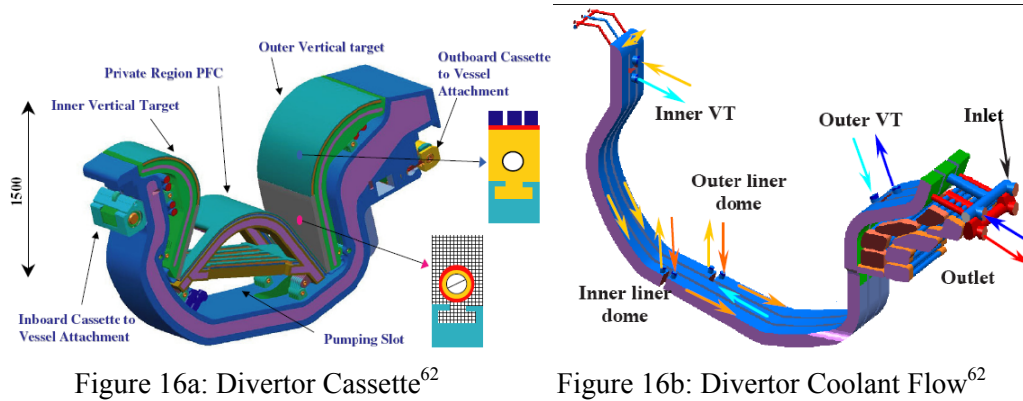 Outer Vertical target
Private Region PFC
Outboard Cassette
to Vessel
Attachment
Inner Vertical Target
1500
Inboard Cassette to
Vessel Attachment
Pumping Slot
Figure 16a: Divertor Cassette62
Inner VT
Outer VT
Inlet
Outer liner
dome
Inner liner
dome
Outlet
Figure 16b: Divertor Coolant Flow62